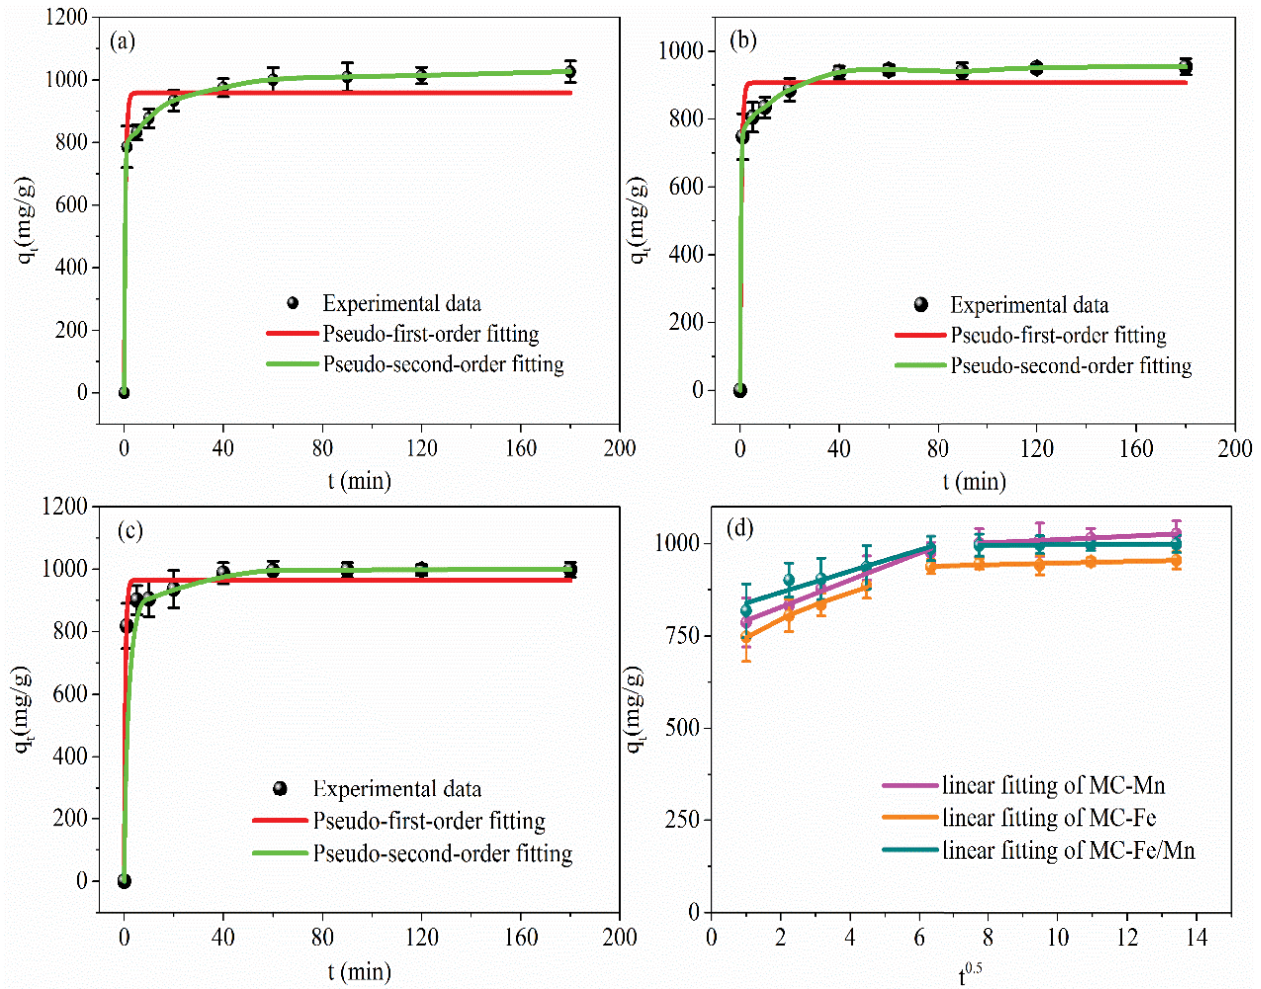 (a)
1200
1000
800
600
400
200
0
q_t(mg/g)
Experimental data
Pseudo-first-order fitting
Pseudo-second-order fitting
0 40 80 120 160 200
t (min)
(b)
1000
800
600
400
200
0
q_t(mg/g)
Experimental data
Pseudo-first-order fitting
Pseudo-second-order fitting
0 40 80 120 160 200
t (min)
(c)
1200
1000
800
600
400
200
0
q_t(mg/g)
Experimental data
Pseudo-first-order fitting
Pseudo-second-order fitting
0 40 80 120 160 200
t (min)
(d)
1000
750
500
250
0
q_t(mg/g)
linear fitting of MC-Mn
linear fitting of MC-Fe
linear fitting of MC-Fe/Mn
0 2 4 6 8 10 12 14
t^0.5